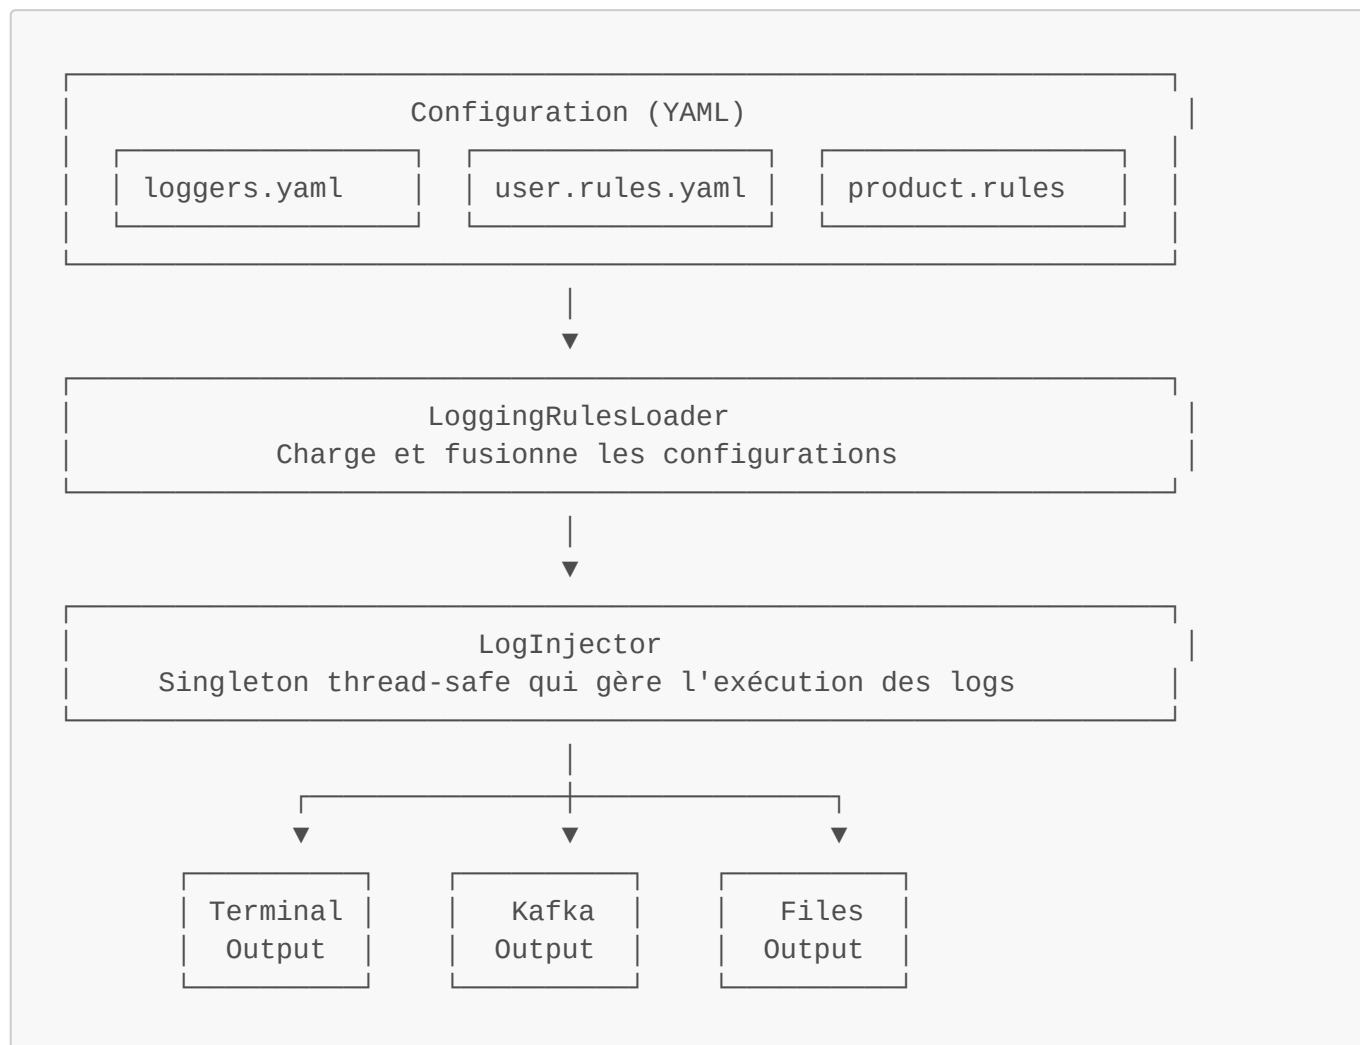 Configuration (YAML)
loggers.yaml user.rules.yaml product.rules
LoggingRulesLoader
Charge et fusionne les configurations
LogInjector
Singleton thread-safe qui gère l'exécution des logs
Terminal Kafka Files
Output Output Output